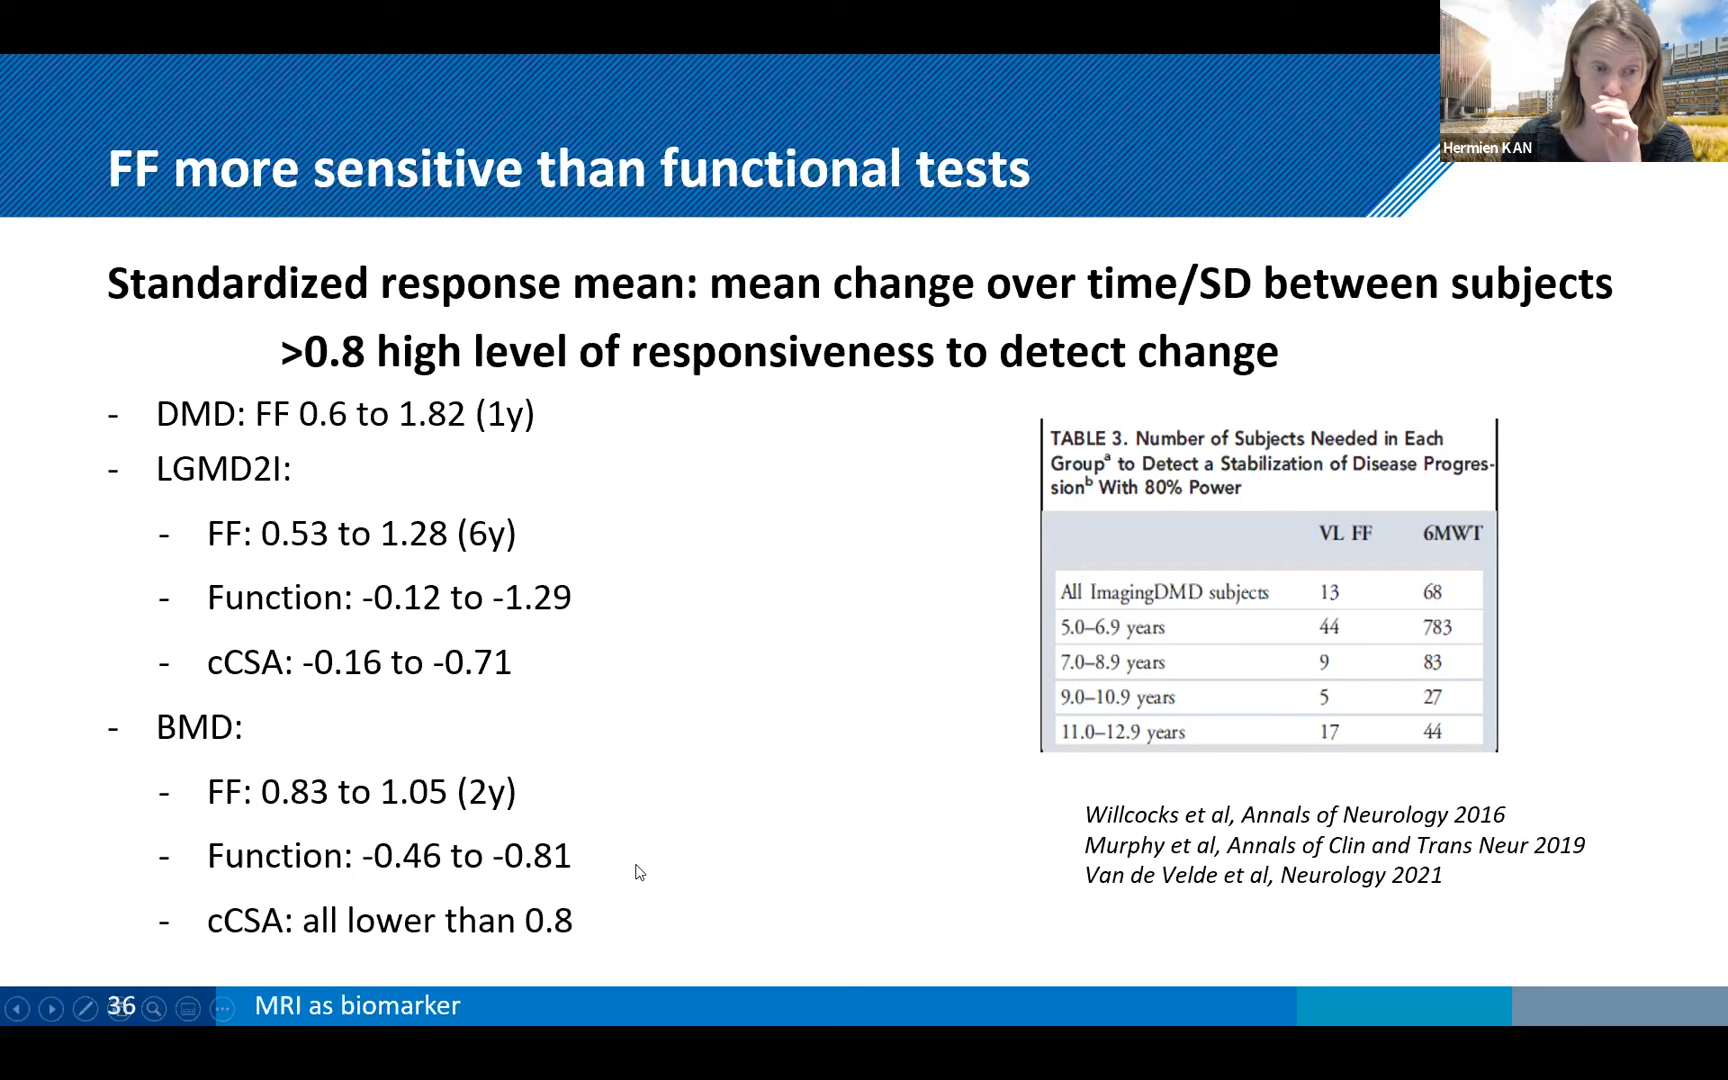 Hermien KAN
FF more sensitive than functional tests
Standardized response mean: mean change over time/SD between subjects
>0.8 high level of responsiveness to detect change
- DMD: FF 0.6 to 1.82 (1y)
- LGMD2I:
- FF: 0.53 to 1.28 (6y)
- Function: -0.12 to -1.29
- cCSA: -0.16 to -0.71
- BMD:
- FF: 0.83 to 1.05 (2y)
- Function: -0.46 to -0.81
- cCSA: all lower than 0.8
TABLE 3. Number of Subjects Needed in Each
Groupᵃ to Detect a Stabilization of Disease Progres-
sionᵇ With 80% Power
VL FF 6MWT
All ImagingDMD subjects 13 68
5.0–6.9 years 44 783
7.0–8.9 years 9 83
9.0–10.9 years 5 27
11.0–12.9 years 17 44
Willcocks et al, Annals of Neurology 2016
Murphy et al, Annals of Clin and Trans Neur 2019
Van de Velde et al, Neurology 2021
36 MRI as biomarker